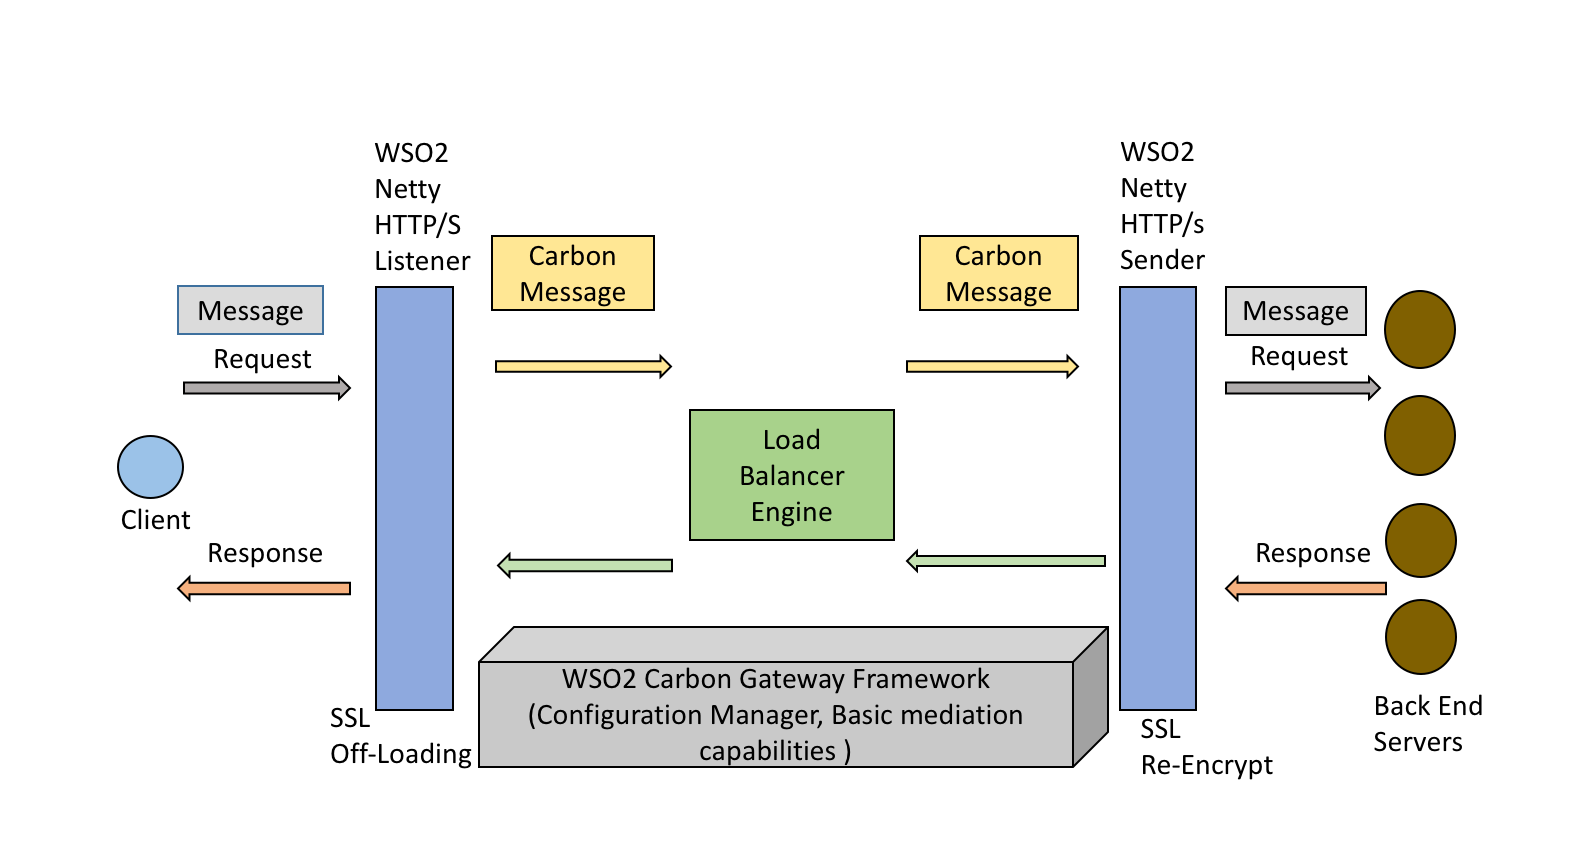 WSO2
Netty
HTTP/S
Listener
WSO2
Netty
HTTP/s
Sender
Carbon
Message
Carbon
Message
Message
Request
Message
Request
Load
Balancer
Engine
Client
Response
Response
WSO2 Carbon Gateway Framework
(Configuration Manager, Basic mediation
capabilities )
SSL
Off-Loading
SSL
Re-Encrypt
Back End
Servers